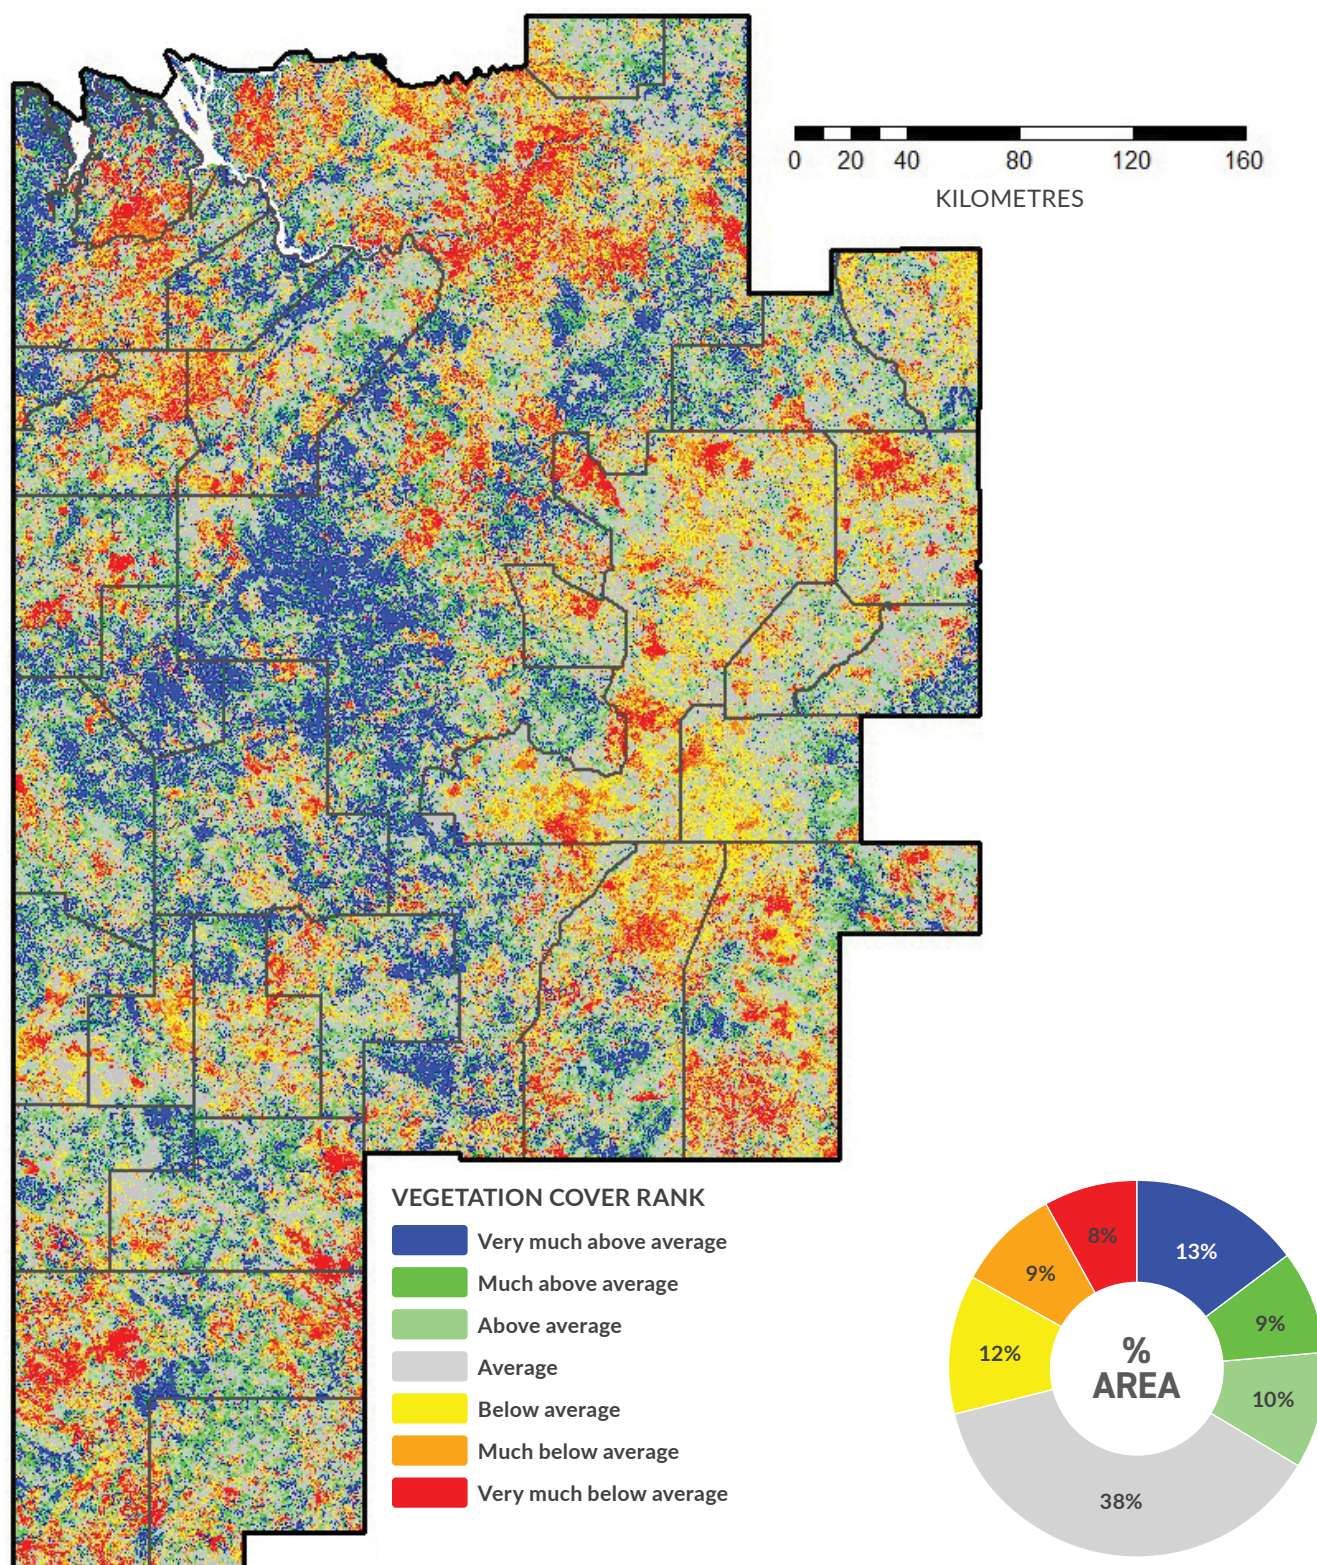 0 20 40 80 120 160
KILOMETRES
VEGETATION COVER RANK
Very much above average
Much above average
Above average
Average
Below average
Much below average
Very much below average
8%
13%
9%
9%
12%
10%
38%
%
AREA